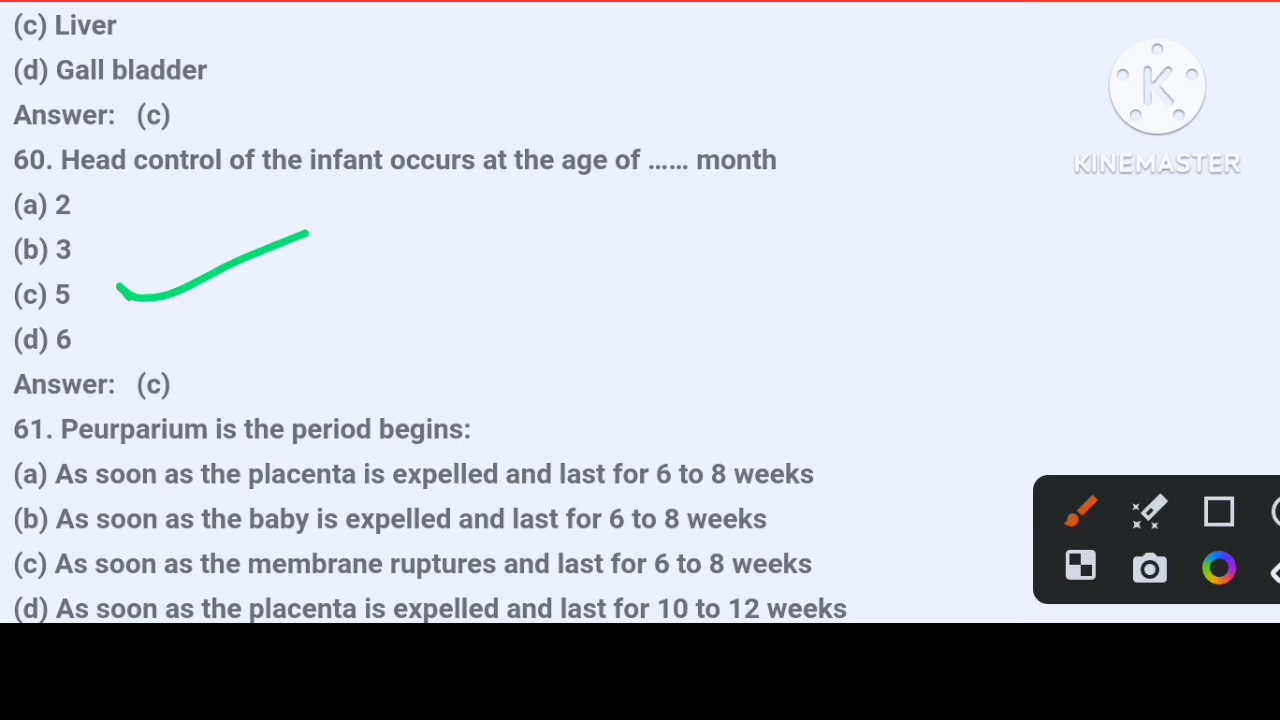 (c) Liver
(d) Gall bladder
Answer: (c)
60. Head control of the infant occurs at the age of ...... month
(a) 2
(b) 3
(c) 5
(d) 6
Answer: (c)
61. Peurparium is the period begins:
(a) As soon as the placenta is expelled and last for 6 to 8 weeks
(b) As soon as the baby is expelled and last for 6 to 8 weeks
(c) As soon as the membrane ruptures and last for 6 to 8 weeks
(d) As soon as the placenta is expelled and last for 10 to 12 weeks
K
KINEMASTER